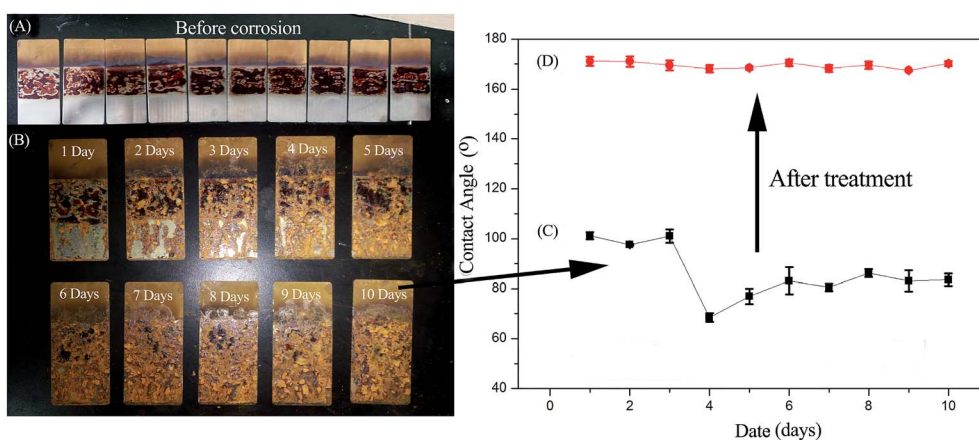 (A)
Before corrosion
(B)
1 Day
2 Days
3 Days
4 Days
5 Days
6 Days
7 Days
8 Days
9 Days
10 Days
180
160
140
120
100
80
60
40
Contact Angle (º)
(D)
After treatment
(C)
0
2
4
6
8
10
Date (days)